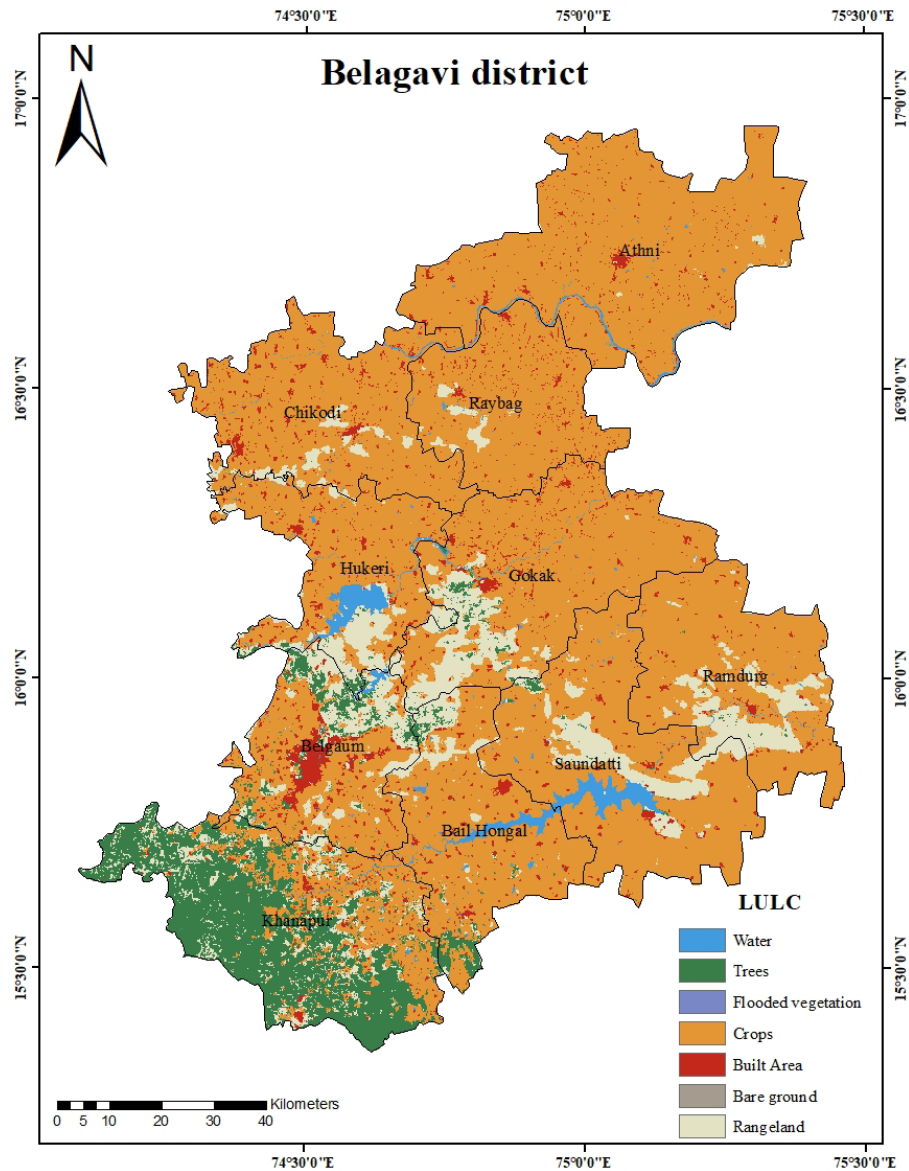 74°30'0"E 75°0'0"E 75°30'0"E
N
Belagavi district
17°0'0"N 17°0'0"N
Athni
16°30'0"N 16°30'0"N
Chikodi
Raybag
Hukeri
Gokak
16°0'0"N 16°0'0"N
Ramdurg
Belgaum
Saundatti
Bail Hongal
Khanapur
15°30'0"N 15°30'0"N
LULC
Water
Trees
Flooded vegetation
Crops
Built Area
Bare ground
Rangeland
Kilometers
0 5 10 20 30 40
74°30'0"E 75°0'0"E 75°30'0"E